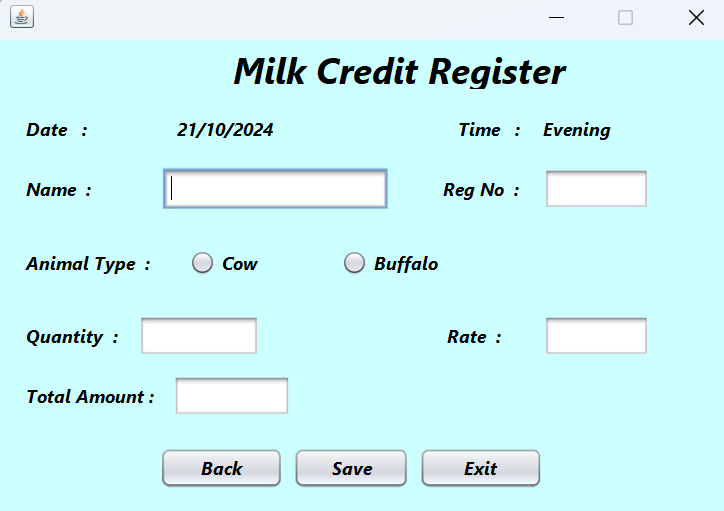 Milk Credit Register
Date : 21/10/2024 Time : Evening
Name : Reg No :
Animal Type : Cow Buffalo
Quantity : Rate :
Total Amount :
Back Save Exit